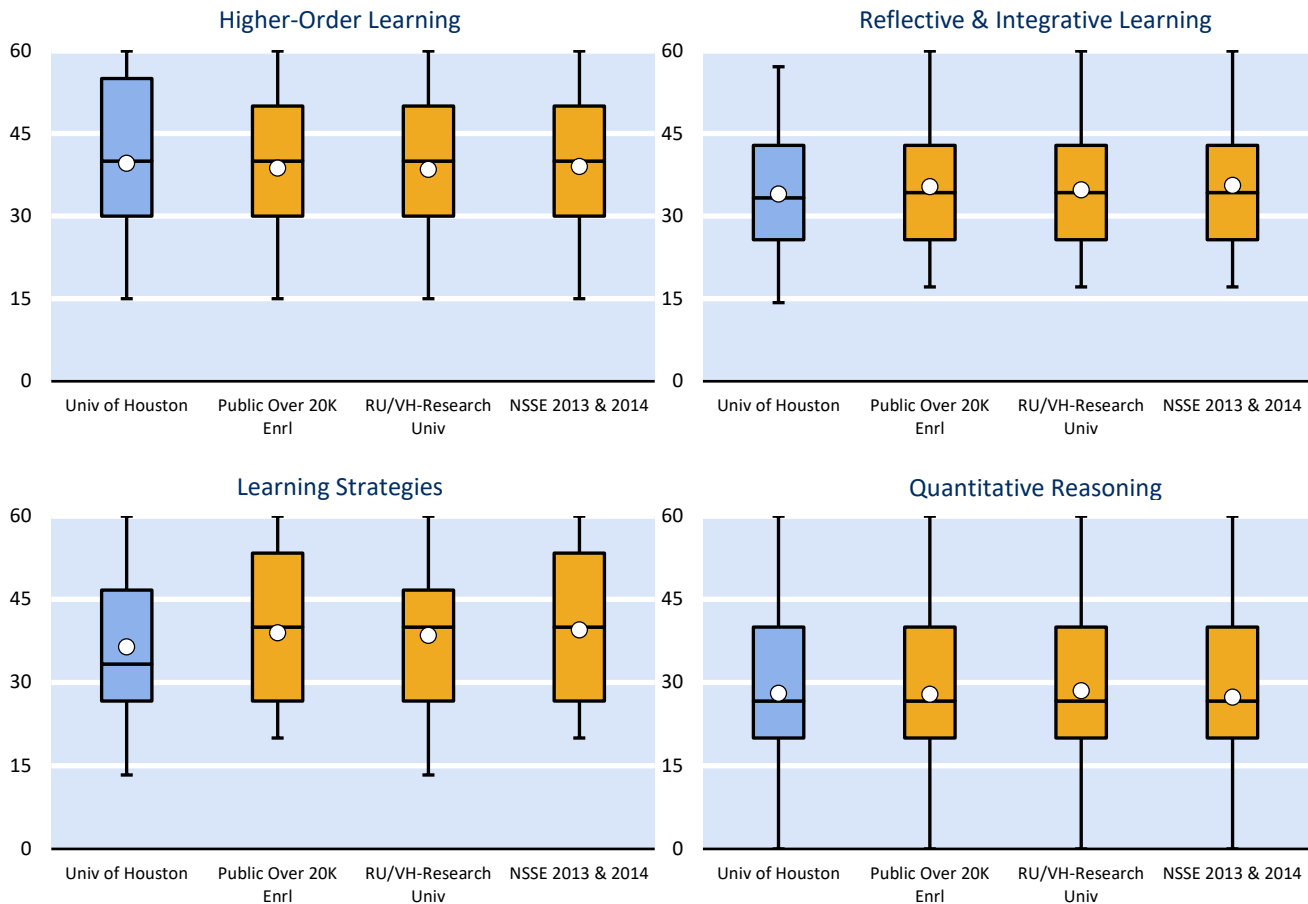 Higher-Order Learning
60
45
30
15
0
Univ of Houston
Public Over 20K
Enrl
RU/VH-Research
Univ
NSSE 2013 & 2014
Reflective & Integrative Learning
60
45
30
15
0
Univ of Houston
Public Over 20K
Enrl
RU/VH-Research
Univ
NSSE 2013 & 2014
Learning Strategies
60
45
30
15
0
Univ of Houston
Public Over 20K
Enrl
RU/VH-Research
Univ
NSSE 2013 & 2014
Quantitative Reasoning
60
45
30
15
0
Univ of Houston
Public Over 20K
Enrl
RU/VH-Research
Univ
NSSE 2013 & 2014